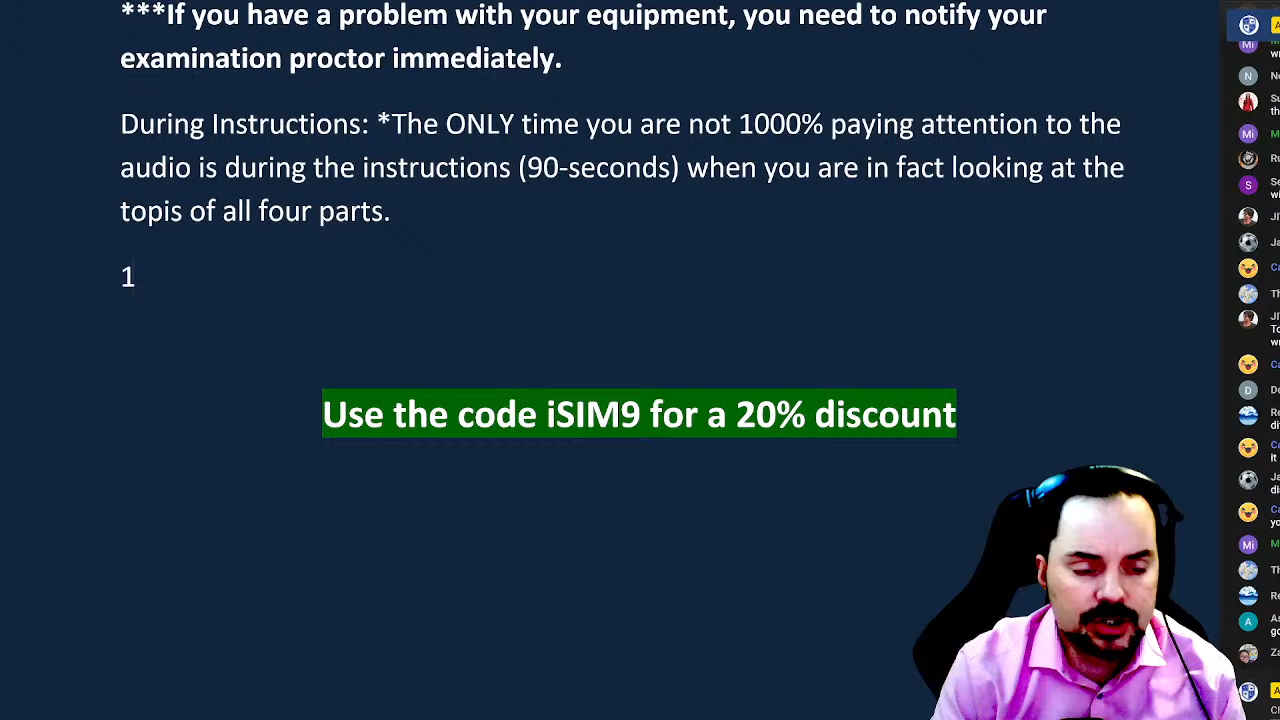 ***If you have a problem with your equipment, you need to notify your
examination proctor immediately.
During Instructions: *The ONLY time you are not 1000% paying attention to the
audio is during the instructions (90-seconds) when you are in fact looking at the
topis of all four parts.
1
Use the code iSIM9 for a 20% discount